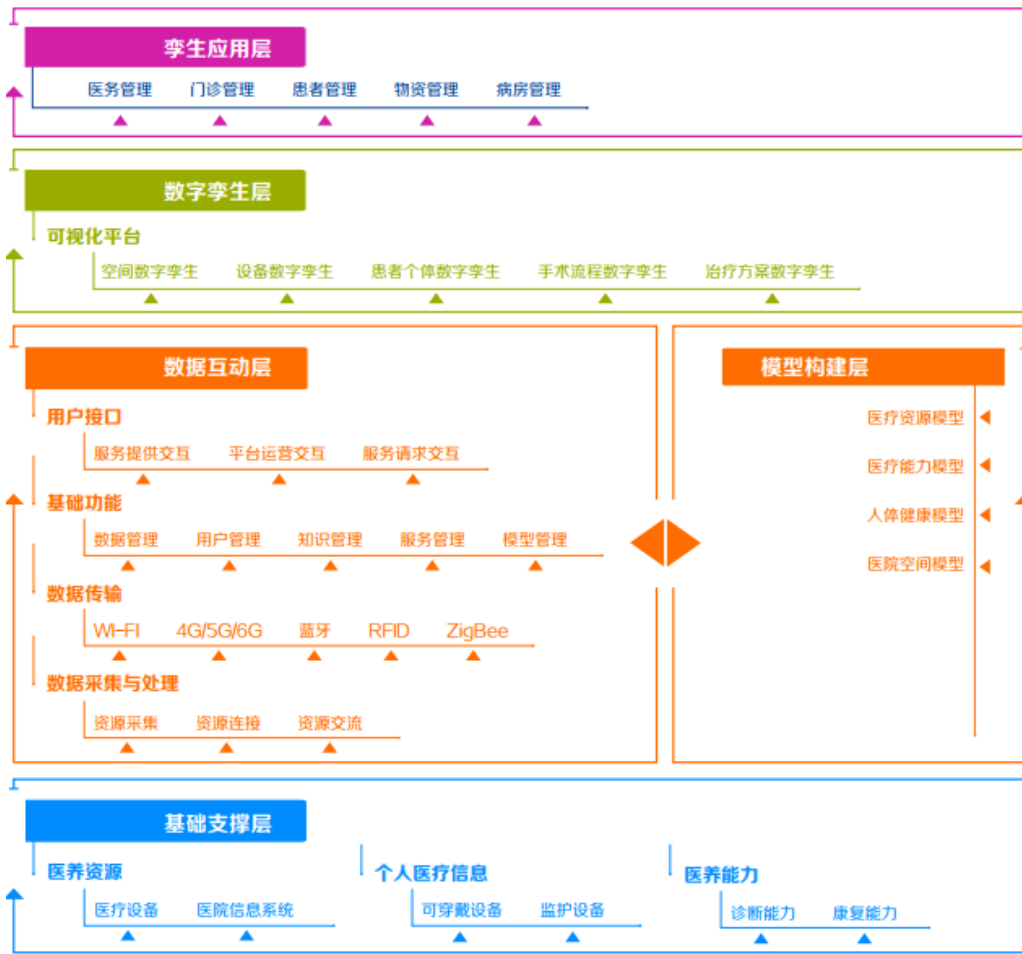 孪生应用层
医务管理 门诊管理 患者管理 物资管理 病房管理
数字孪生层
可视化平台
空间数字孪生 设备数字孪生 患者个体数字孪生 手术流程数字孪生 治疗方案数字孪生
数据互动层
用户接口
服务提供交互 平台运营交互 服务请求交互
基础功能
数据管理 用户管理 知识管理 服务管理 模型管理
数据传输
WI-FI 4G/5G/6G 蓝牙 RFID ZigBee
数据采集与处理
资源采集 资源连接 资源交流
模型构建层
医疗资源模型
医疗能力模型
人体健康模型
医院空间模型
基础支撑层
医养资源
医疗设备 医院信息系统
个人医疗信息
可穿戴设备 监护设备
医养能力
诊断能力 康复能力